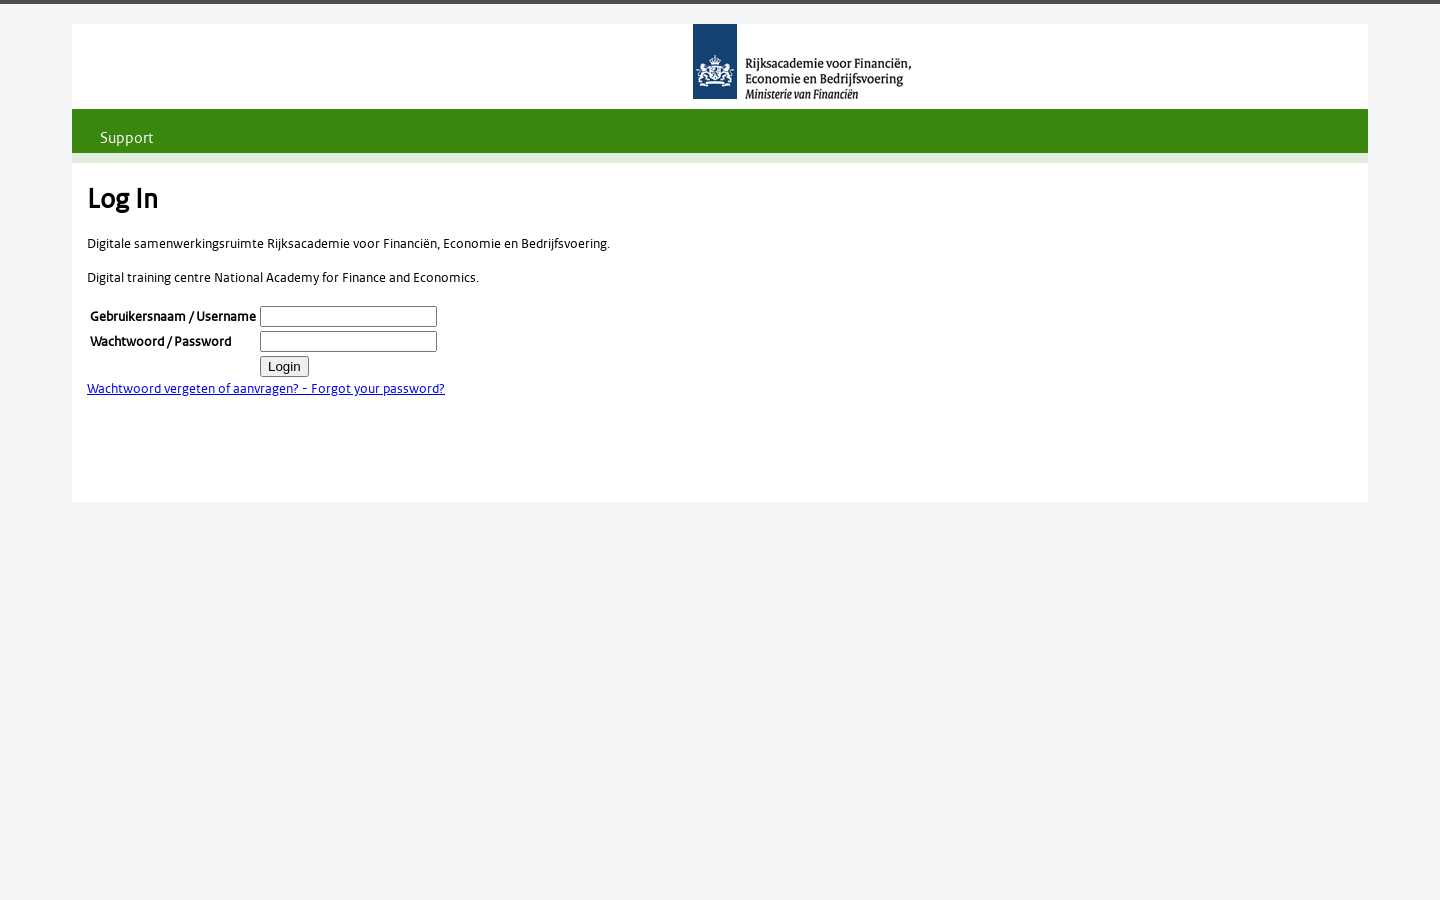 Rijksacademie voor Financiën,
Economie en Bedrijfsvoering
Ministerie van Financiën
Support
Log In
Digitale samenwerkingsruimte Rijksacademie voor Financiën, Economie en Bedrijfsvoering.
Digital training centre National Academy for Finance and Economics.
Gebruikersnaam / Username
Wachtwoord / Password
Login
Wachtwoord vergeten of aanvragen? - Forgot your password?